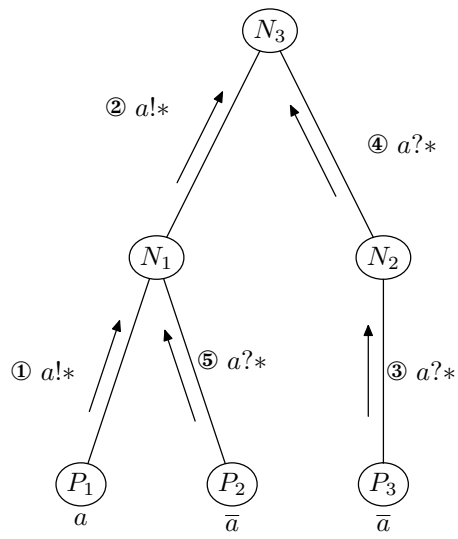 N₃
② a!∗
④ a?∗
N₁
N₂
① a!∗
⑤ a?∗
③ a?∗
P₁
P₂
P₃
a
a̅
a̅